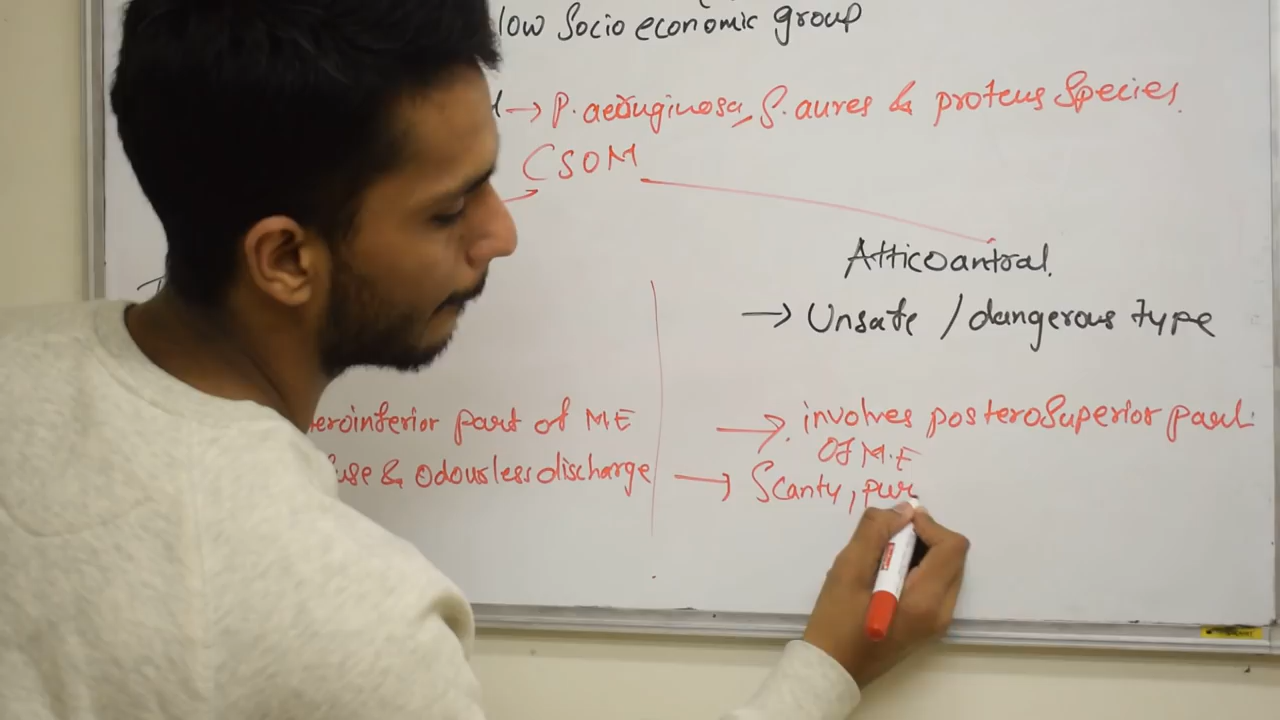 low Socio economic group
→ P. aeruginosa, S. aures & proteus Species.
CSOM
Atticoantral.
→ Unsafe / dangerous type
eroinferior part of ME
→ involves posterosuperior part
Of M.E
use & odourless discharge
→ Scanty, pur